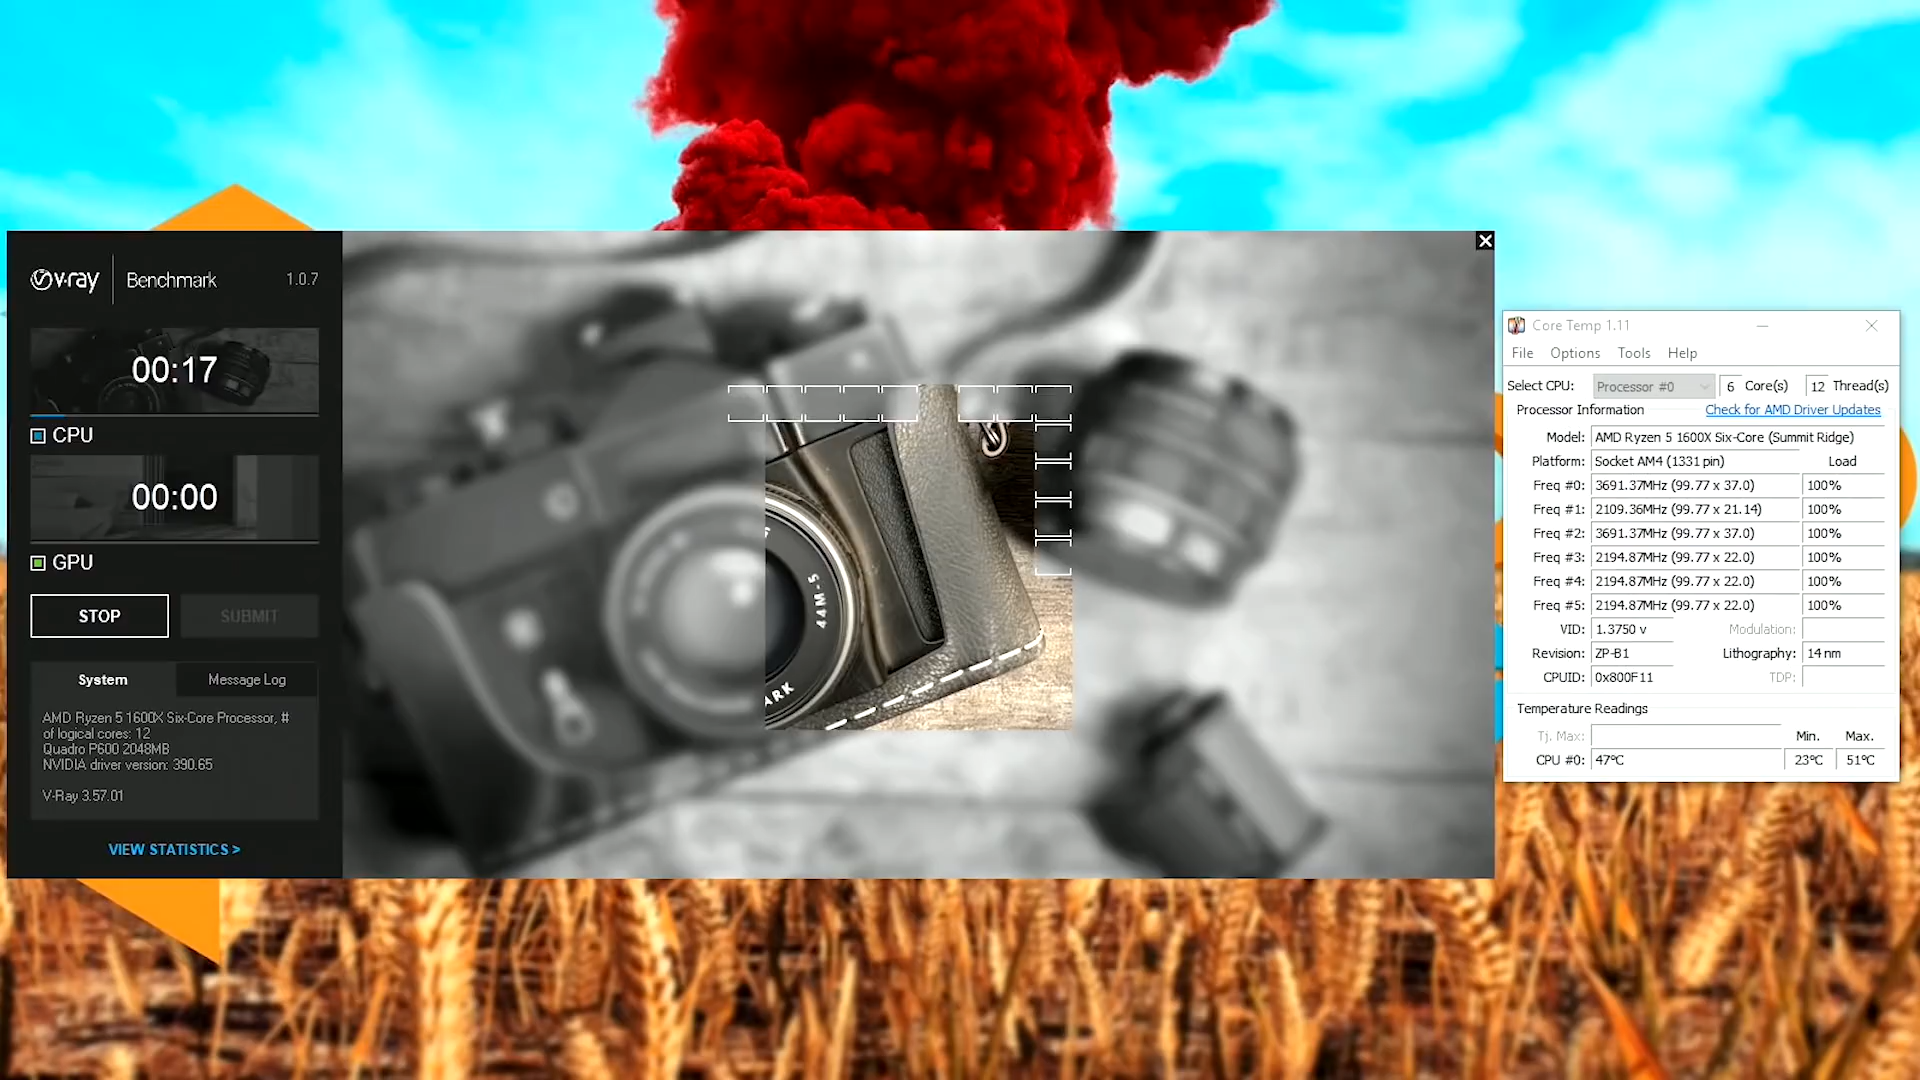 v-ray Benchmark 1.0.7
00:17
CPU
00:00
GPU
STOP SUBMIT
System Message Log
AMD Ryzen 5 1600X Six-Core Processor, #
of logical cores: 12
Quadro P600 2048MB
NVIDIA driver version: 390.65
V-Ray 3.57.01
VIEW STATISTICS >
44M-5
ARK
Core Temp 1.11
File Options Tools Help
Select CPU: Processor #0 6 Core(s) 12 Thread(s)
Processor Information Check for AMD Driver Updates
Model: AMD Ryzen 5 1600X Six-Core (Summit Ridge)
Platform: Socket AM4 (1331 pin) Load
Freq #0: 3691.37MHz (99.77 x 37.0) 100%
Freq #1: 2109.36MHz (99.77 x 21.14) 100%
Freq #2: 3691.37MHz (99.77 x 37.0) 100%
Freq #3: 2194.87MHz (99.77 x 22.0) 100%
Freq #4: 2194.87MHz (99.77 x 22.0) 100%
Freq #5: 2194.87MHz (99.77 x 22.0) 100%
VID: 1.3750 v Modulation:
Revision: ZP-B1 Lithography: 14 nm
CPUID: 0x800F11 TDP:
Temperature Readings
Tj. Max: Min. Max.
CPU #0: 47°C 23°C 51°C